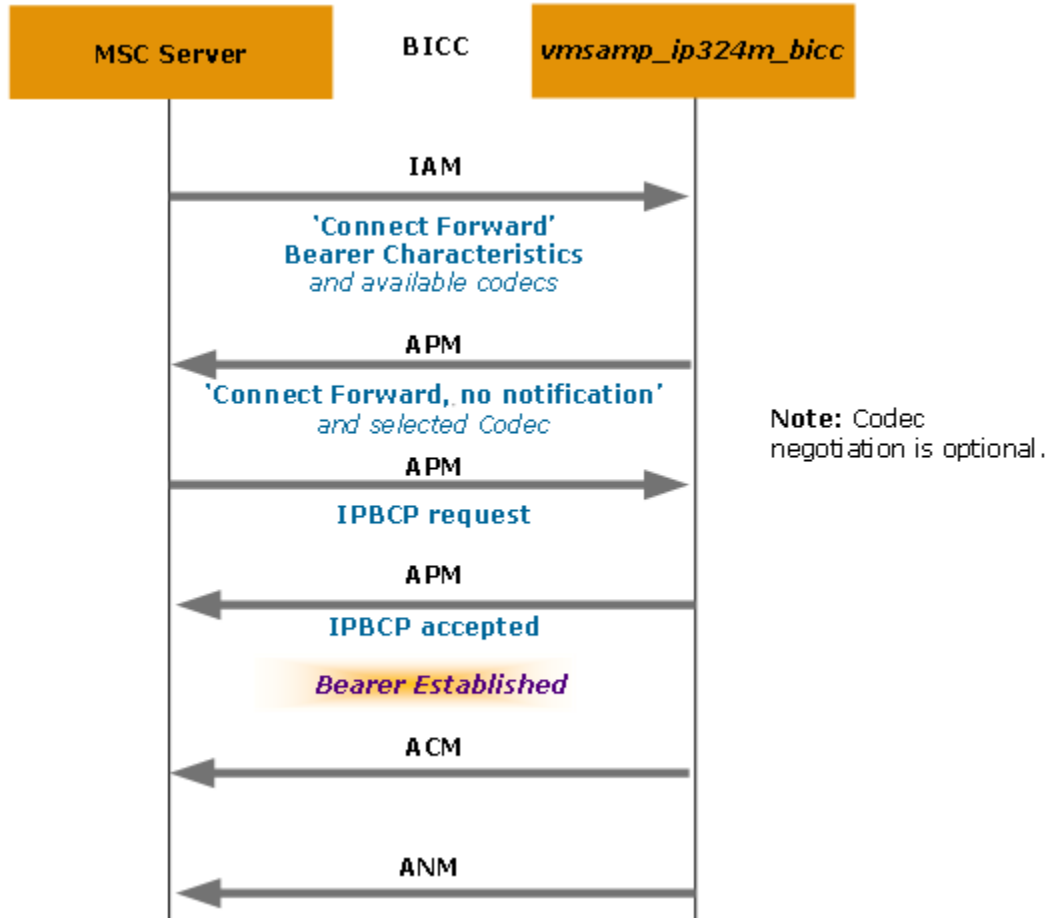 MSC Server
BICC
vmsamp_ip324m_bicc
IAM
'Connect Forward'
Bearer Characteristics
and available codecs
APM
'Connect Forward, no notification'
and selected Codec
Note: Codec
negotiation is optional.
APM
IPBCP request
APM
IPBCP accepted
Bearer Established
ACM
ANM